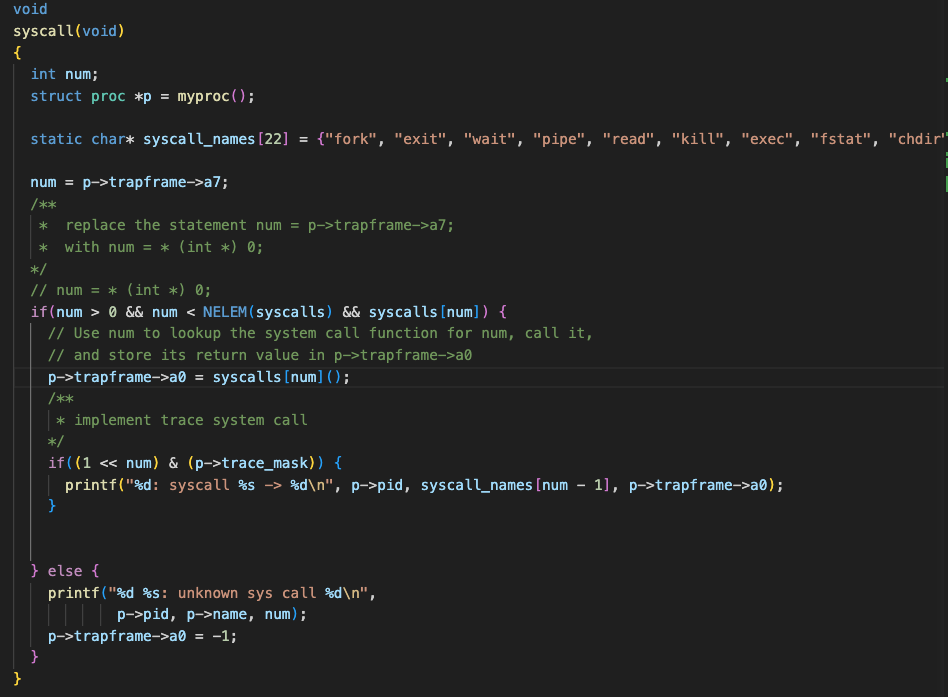 void
syscall(void)
{
  int num;
  struct proc *p = myproc();

  static char* syscall_names[22] = {"fork", "exit", "wait", "pipe", "read", "kill", "exec", "fstat", "chdir"

  num = p->trapframe->a7;
  /**
   *  replace the statement num = p->trapframe->a7;
   *  with num = * (int *) 0;
  */
  // num = * (int *) 0;
  if(num > 0 && num < NELEM(syscalls) && syscalls[num]) {
    // Use num to lookup the system call function for num, call it,
    // and store its return value in p->trapframe->a0
    p->trapframe->a0 = syscalls[num]();
    /**
     * implement trace system call
    */
    if((1 << num) & (p->trace_mask)) {
      printf("%d: syscall %s -> %d\n", p->pid, syscall_names[num - 1], p->trapframe->a0);
    }


  } else {
    printf("%d %s: unknown sys call %d\n",
            p->pid, p->name, num);
    p->trapframe->a0 = -1;
  }
}